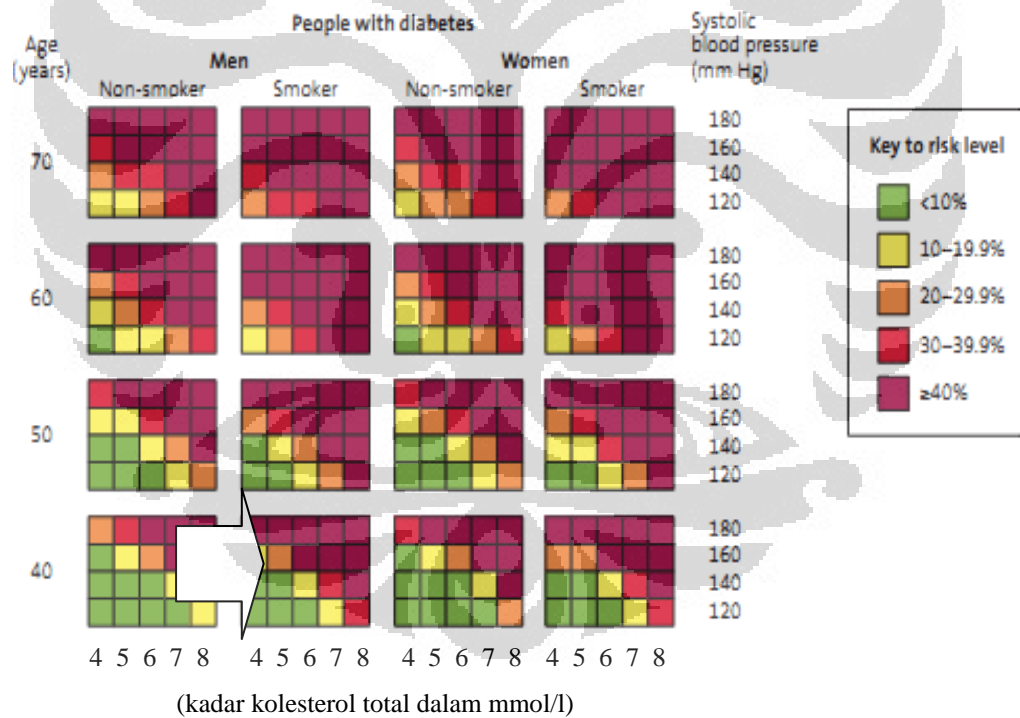 People with diabetes
Age
(years)
Men
Women
Systolic
blood pressure
(mm Hg)
Non-smoker
Smoker
Non-smoker
Smoker
70
180
160
140
120
60
180
160
140
120
50
180
160
140
120
40
180
160
140
120
4 5 6 7 8
4 5 6 7 8
4 5 6 7 8
4 5 6 7 8
(kadar kolesterol total dalam mmol/l)
Key to risk level
<10%
10–19.9%
20–29.9%
30–39.9%
≥40%